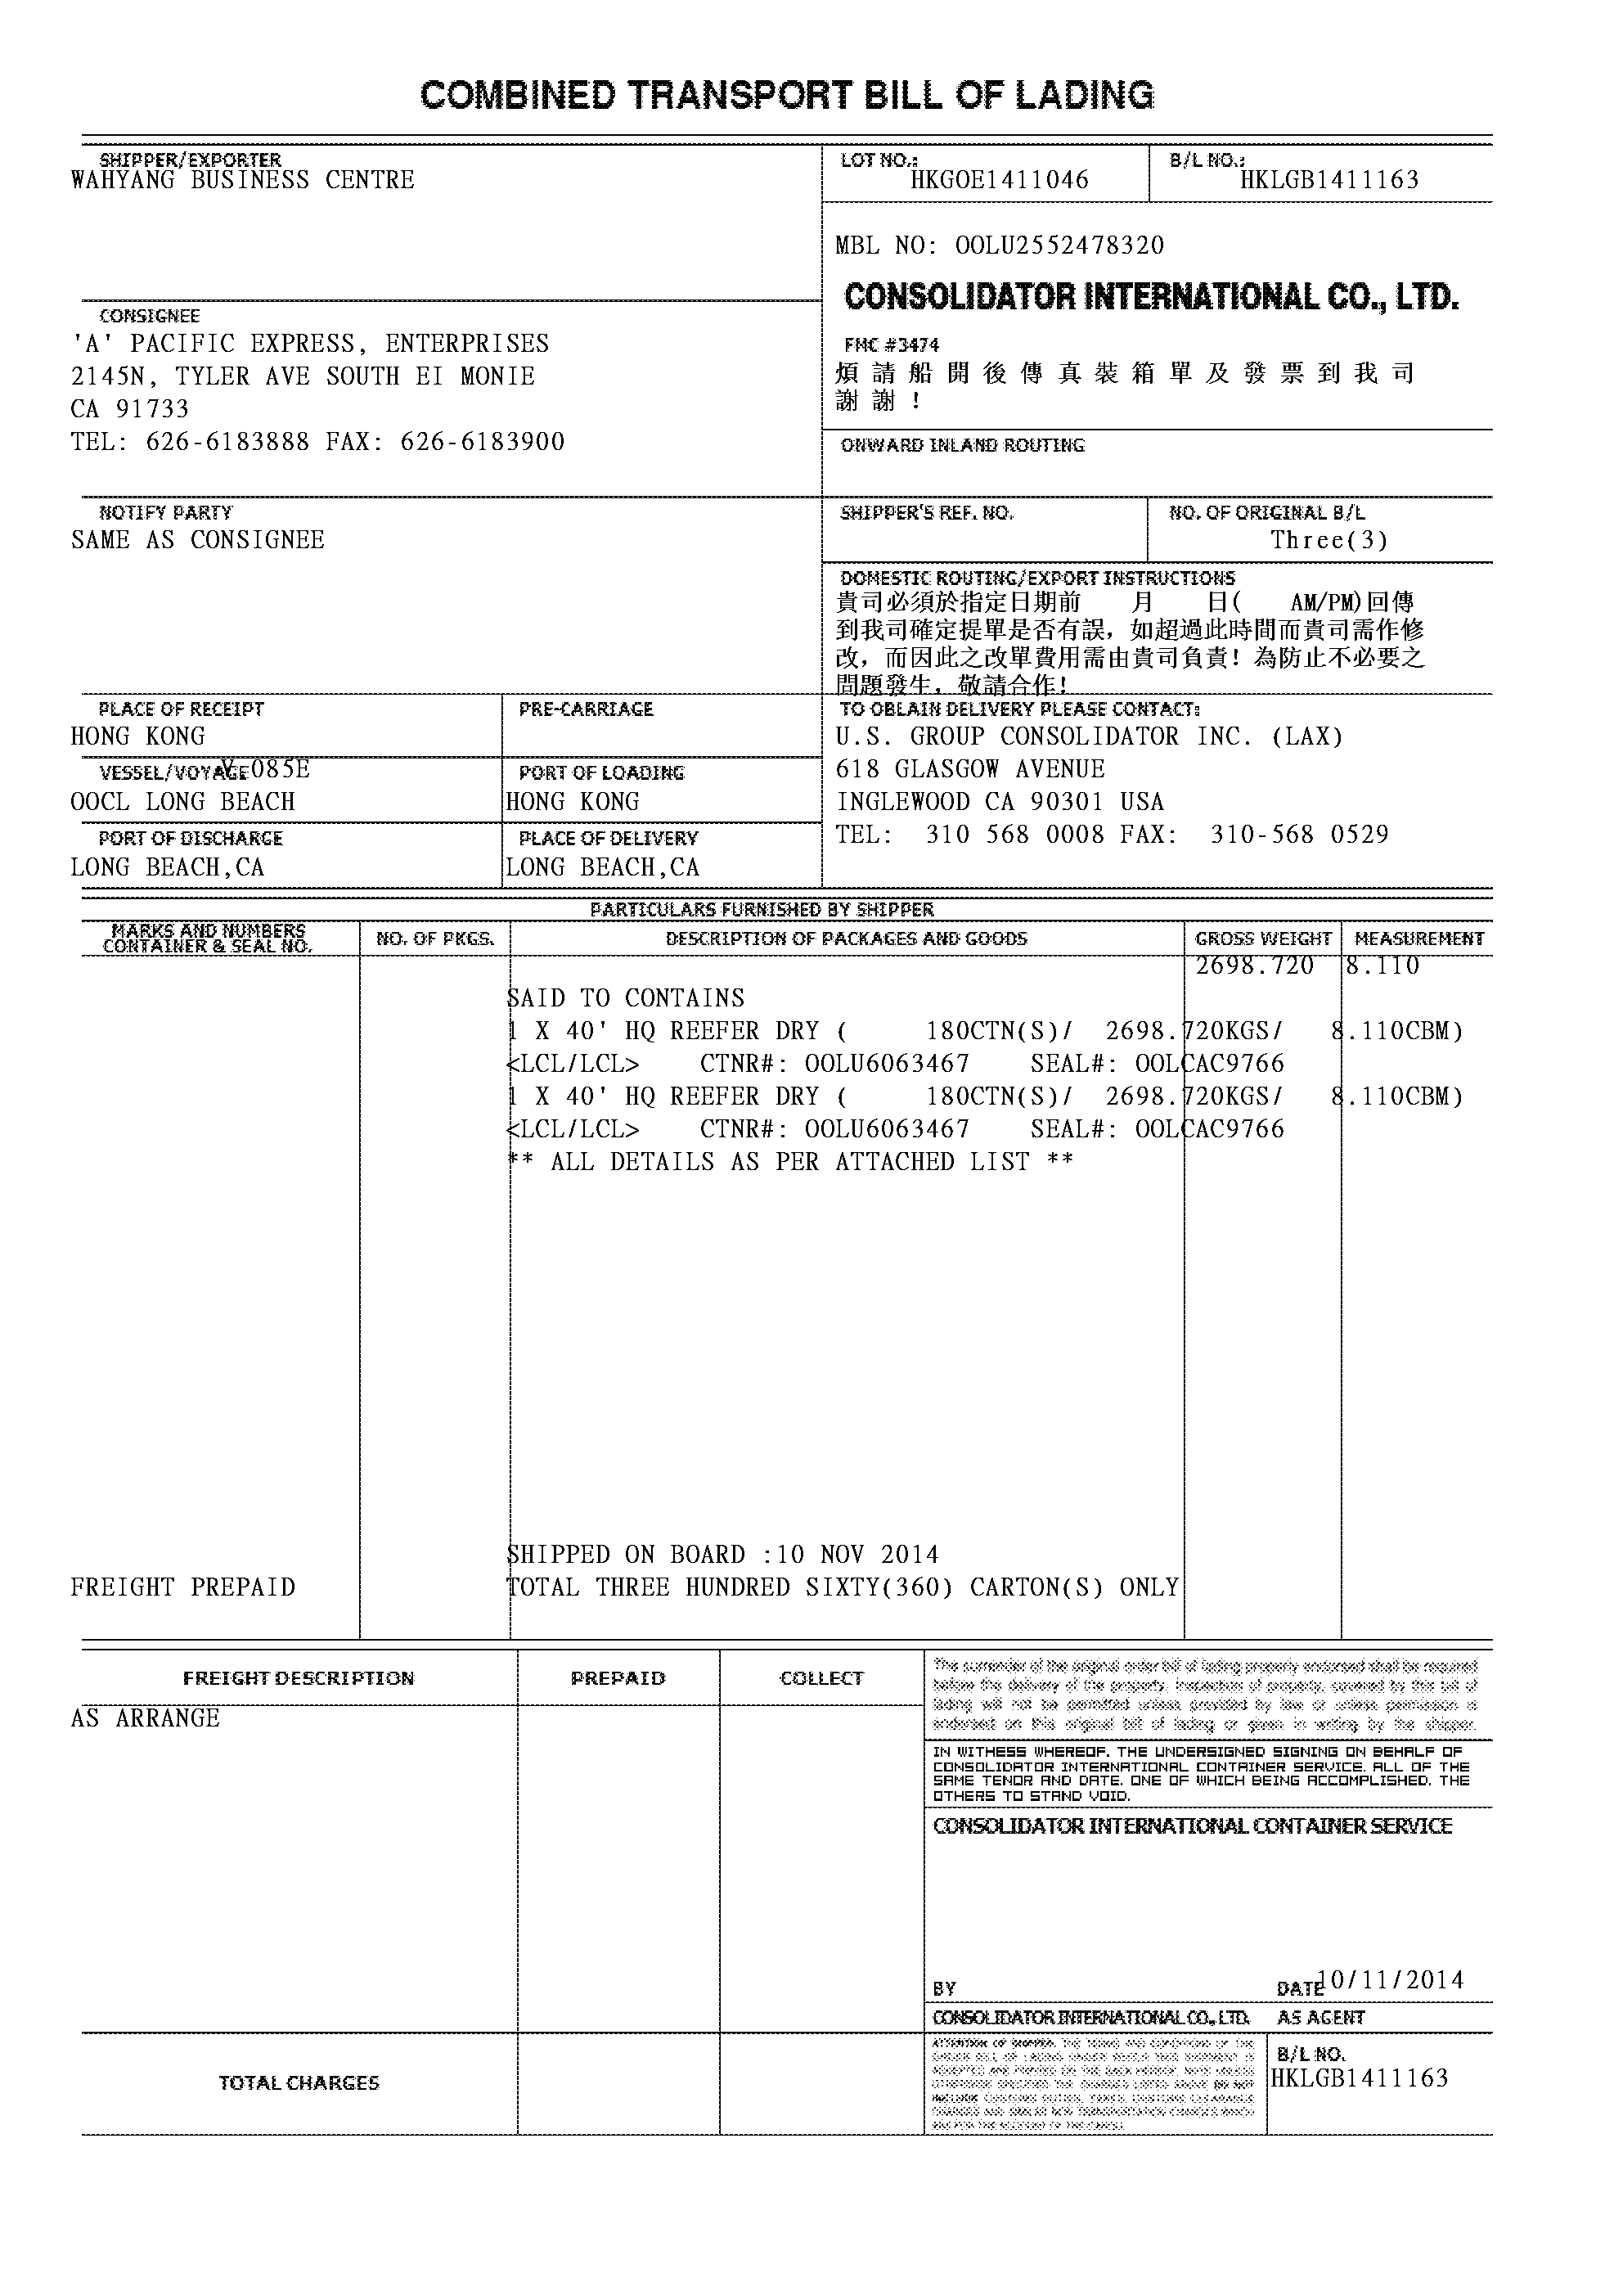 COMBINED TRANSPORT BILL OF LADING
SHIPPER/EXPORTER
WAHYANG BUSINESS CENTRE
LOT NO.:
HKGOE1411046
B/L NO.:
HKLGB1411163
MBL NO: OOLU2552478320
CONSOLIDATOR INTERNATIONAL CO., LTD.
FMC #3474
煩請船開後傳真裝箱單及發票到我司
謝謝!
CONSIGNEE
'A' PACIFIC EXPRESS, ENTERPRISES
2145N, TYLER AVE SOUTH EI MONIE
CA 91733
TEL: 626-6183888 FAX: 626-6183900
ONWARD INLAND ROUTING
NOTIFY PARTY
SAME AS CONSIGNEE
SHIPPER'S REF. NO.
NO. OF ORIGINAL B/L
Three(3)
DOMESTIC ROUTING/EXPORT INSTRUCTIONS
貴司必須於指定日期前 月 日( AM/PM)回傳
到我司確定提單是否有誤，如超過此時間而貴司需作修
改，而因此之改單費用需由貴司負責！為防止不必要之
問題發生，敬請合作！
PLACE OF RECEIPT
HONG KONG
PRE-CARRIAGE
VESSEL/VOYAGE V.085E
OOCL LONG BEACH
PORT OF LOADING
HONG KONG
PORT OF DISCHARGE
LONG BEACH,CA
PLACE OF DELIVERY
LONG BEACH,CA
TO OBLAIN DELIVERY PLEASE CONTACT:
U.S. GROUP CONSOLIDATOR INC. (LAX)
618 GLASGOW AVENUE
INGLEWOOD CA 90301 USA
TEL: 310 568 0008 FAX: 310-568 0529
PARTICULARS FURNISHED BY SHIPPER
MARKS AND NUMBERS
CONTAINER & SEAL NO.
NO. OF PKGS.
DESCRIPTION OF PACKAGES AND GOODS
GROSS WEIGHT
MEASUREMENT
2698.720 8.110
SAID TO CONTAINS
1 X 40' HQ REEFER DRY ( 180CTN(S)/ 2698.720KGS/ 8.110CBM)
<LCL/LCL> CTNR#: OOLU6063467 SEAL#: OOLCAC9766
1 X 40' HQ REEFER DRY ( 180CTN(S)/ 2698.720KGS/ 8.110CBM)
<LCL/LCL> CTNR#: OOLU6063467 SEAL#: OOLCAC9766
** ALL DETAILS AS PER ATTACHED LIST **
SHIPPED ON BOARD :10 NOV 2014
FREIGHT PREPAID
TOTAL THREE HUNDRED SIXTY(360) CARTON(S) ONLY
FREIGHT DESCRIPTION
PREPAID
COLLECT
AS ARRANGE
The surrender of the original order bill of lading properly endorsed shall be required
before the delivery of the property. Inspection of property covered by this bill of
lading will not be permitted unless provided by law or unless permission is
endorsed on this original bill of lading or given in writing by the shipper.
IN WITHESS WHEREOF. THE UNDERSIGNED SIGNING ON BEHALF OF
CONSOLIDATOR INTERNATIONAL CONTAINER SERVICE. ALL OF THE
SAME TENOR AND DATE. ONE OF WHICH BEING ACCOMPLISHED. THE
OTHERS TO STAND VOID.
CONSOLIDATOR INTERNATIONAL CONTAINER SERVICE
BY
DATE 10/11/2014
CONSOLIDATOR INTERNATIONAL CO., LTD. AS AGENT
TOTAL CHARGES
B/L NO.
HKLGB1411163